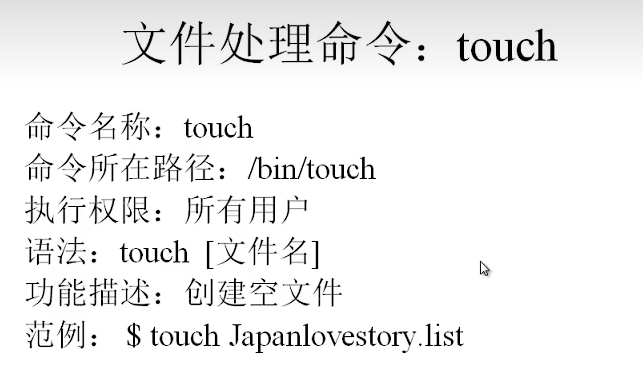 文件处理命令：touch
命令名称：touch
命令所在路径：/bin/touch
执行权限：所有用户
语法：touch [文件名]
功能描述：创建空文件
范例： $ touch Japanlovestory.list